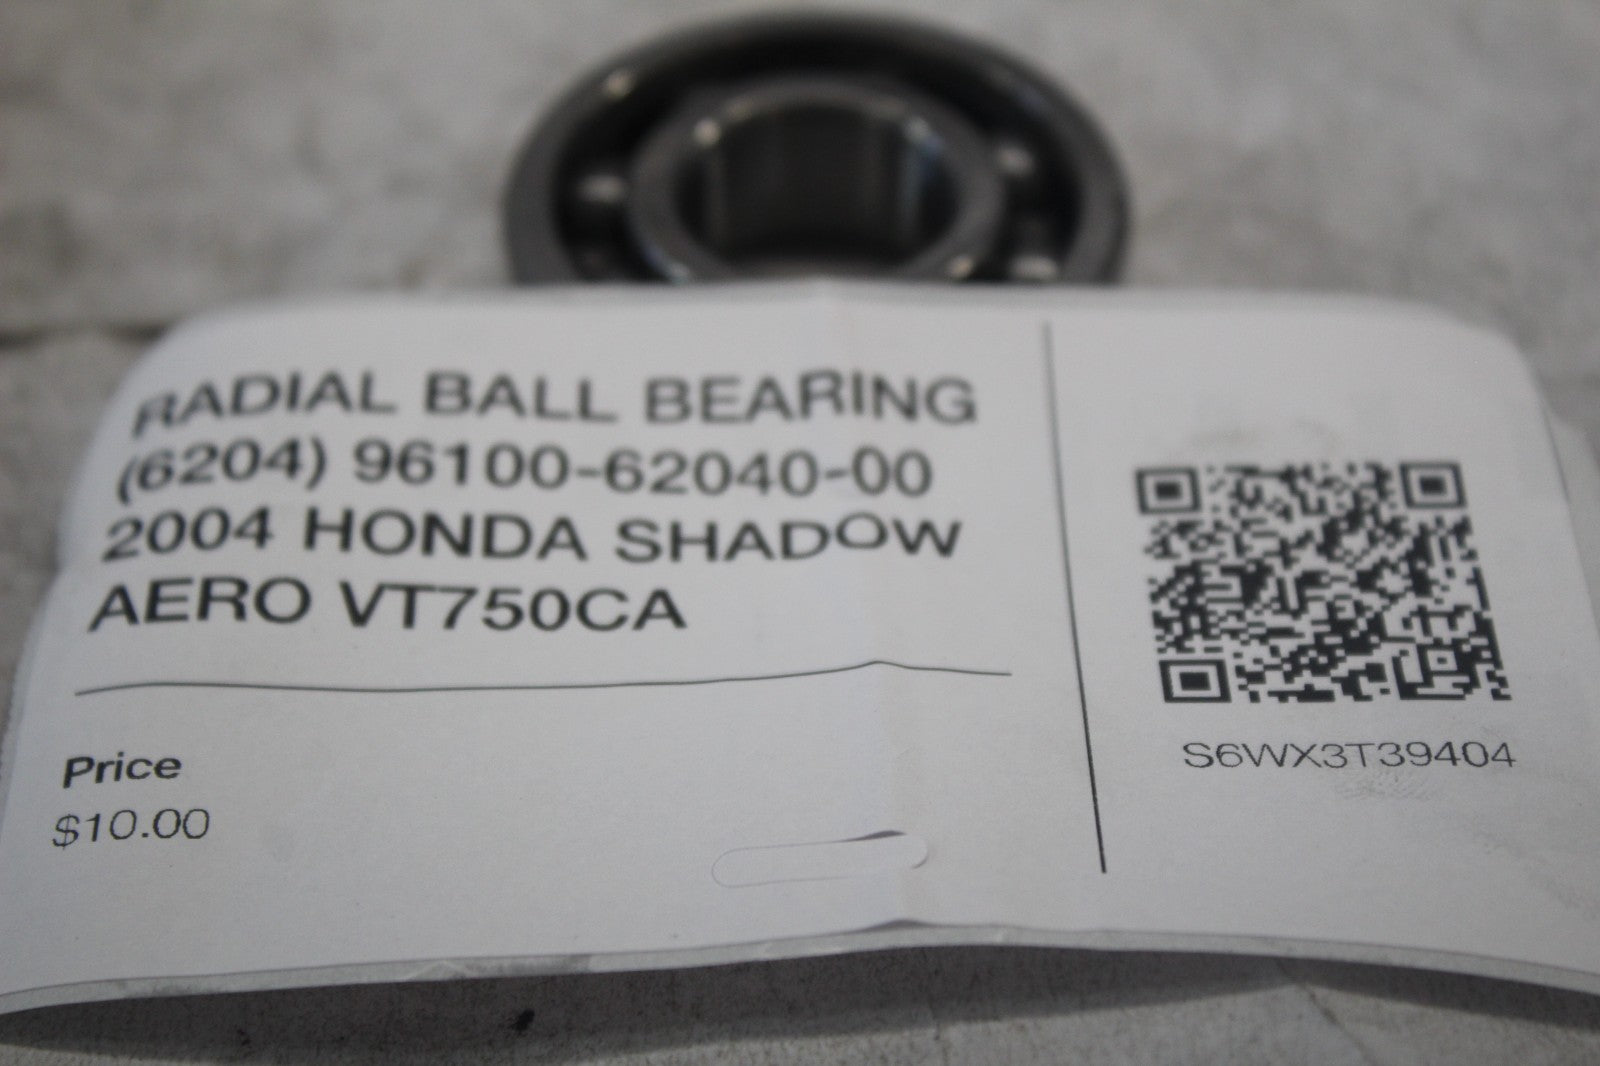 RADIAL BALL BEARING
(6204) 96100-62040-00
2004 HONDA SHADOW
AERO VT750CA
Price
$10.00
S6WX3T39404